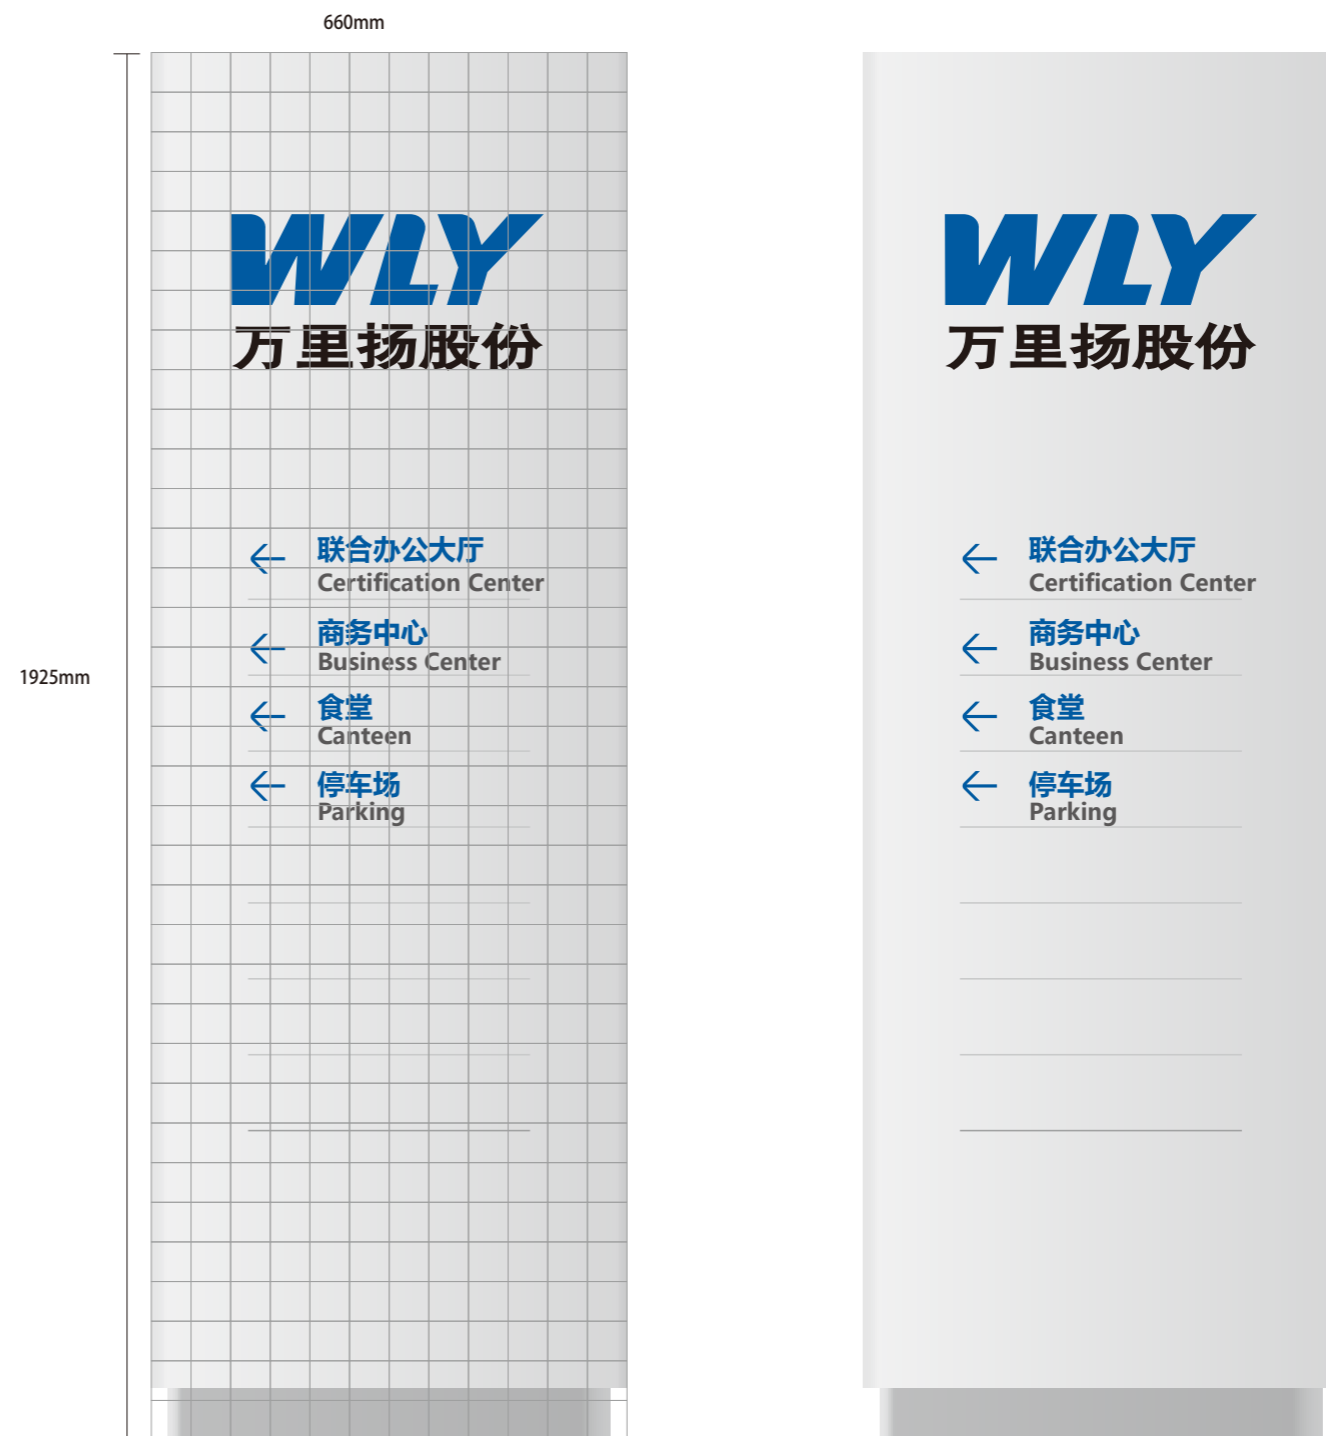 660mm
1925mm
WLY
万里扬股份
联合办公大厅
Certification Center
商务中心
Business Center
食堂
Canteen
停车场
Parking
WLY
万里扬股份
联合办公大厅
Certification Center
商务中心
Business Center
食堂
Canteen
停车场
Parking